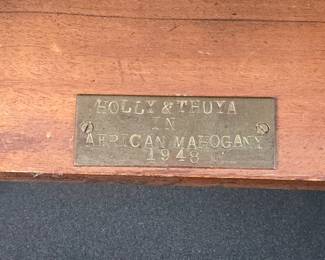 HOLLY & THUYA
IN
AFRICAN MAHOGANY
1948